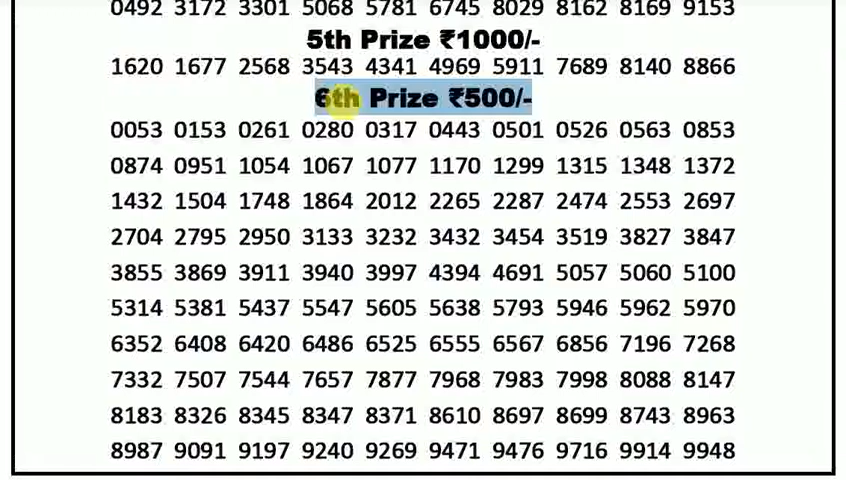 0492 3172 3301 5068 5781 6745 8029 8162 8169 9153
5th Prize ₹1000/-
1620 1677 2568 3543 4341 4969 5911 7689 8140 8866
6th Prize ₹500/-
0053 0153 0261 0280 0317 0443 0501 0526 0563 0853
0874 0951 1054 1067 1077 1170 1299 1315 1348 1372
1432 1504 1748 1864 2012 2265 2287 2474 2553 2697
2704 2795 2950 3133 3232 3432 3454 3519 3827 3847
3855 3869 3911 3940 3997 4394 4691 5057 5060 5100
5314 5381 5437 5547 5605 5638 5793 5946 5962 5970
6352 6408 6420 6486 6525 6555 6567 6856 7196 7268
7332 7507 7544 7657 7877 7968 7983 7998 8088 8147
8183 8326 8345 8347 8371 8610 8697 8699 8743 8963
8987 9091 9197 9240 9269 9471 9476 9716 9914 9948